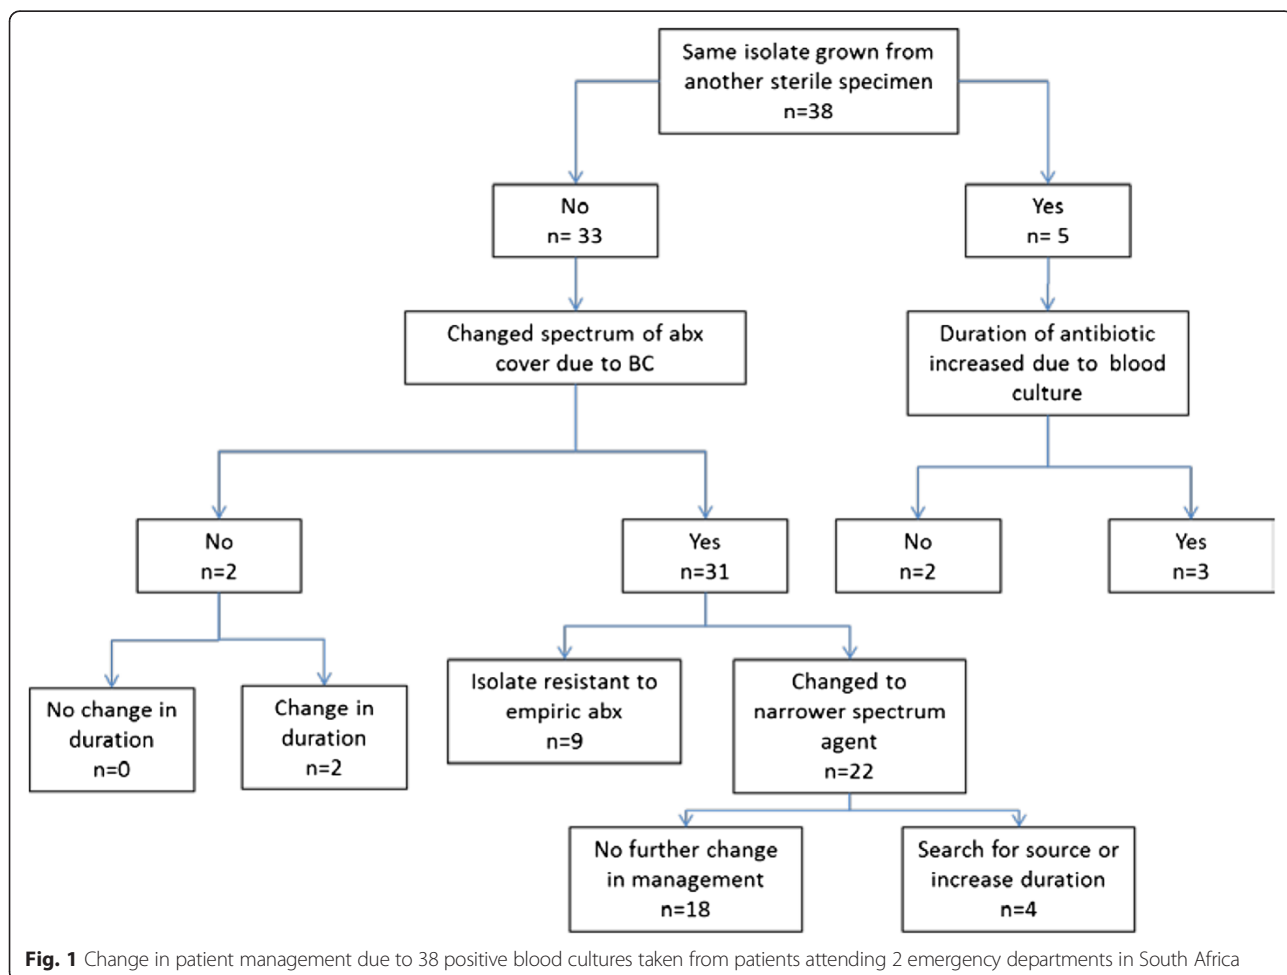 Same isolate grown from
another sterile specimen
n=38
No
n= 33
Yes
n= 5
Changed spectrum of abx
cover due to BC
Duration of antibiotic
increased due to blood
culture
No
n=2
Yes
n=31
No
n=2
Yes
n=3
No change in
duration
n=0
Change in
duration
n=2
Isolate resistant to
empiric abx
n=9
Changed to
narrower spectrum
agent
n=22
No further change
in management
n=18
Search for source or
increase duration
n=4
Fig. 1 Change in patient management due to 38 positive blood cultures taken from patients attending 2 emergency departments in South Africa